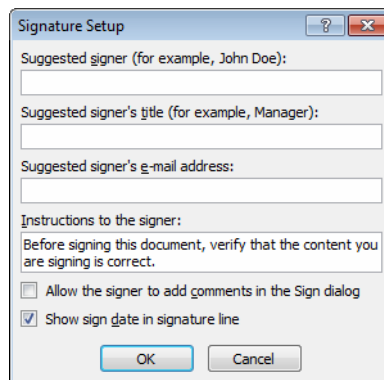 Signature Setup
Suggested signer (for example, John Doe):
Suggested signer's title (for example, Manager):
Suggested signer's e-mail address:
Instructions to the signer:
Before signing this document, verify that the content you
are signing is correct.
Allow the signer to add comments in the Sign dialog
Show sign date in signature line
OK Cancel